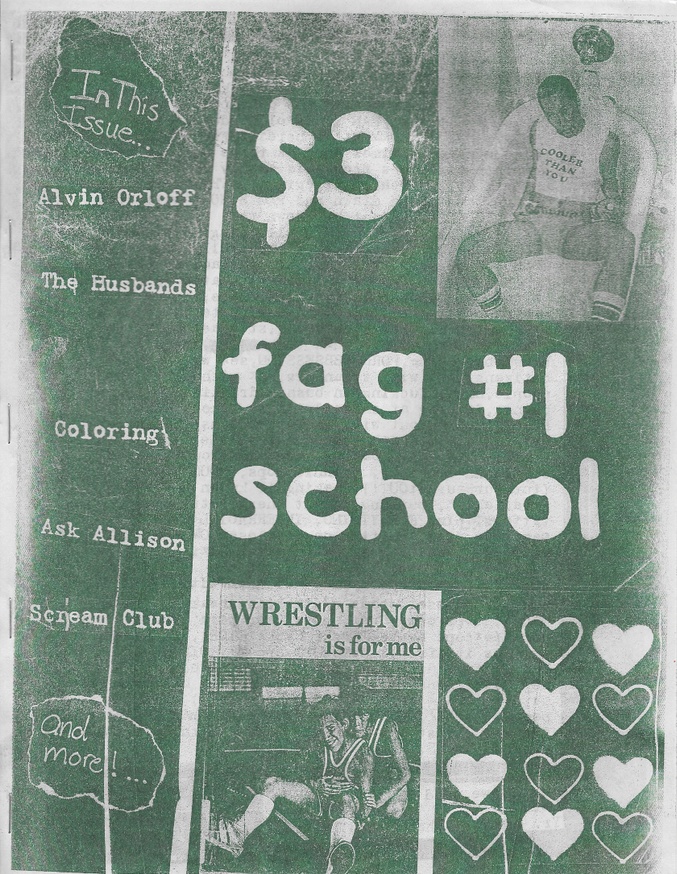 In This
Issue...
Alvin Orloff
The Husbands
Coloring
Ask Allison
Scream Club
And
more! ...
$3
COOLER
THAN
YOU
fag #1
school
WRESTLING
is for me